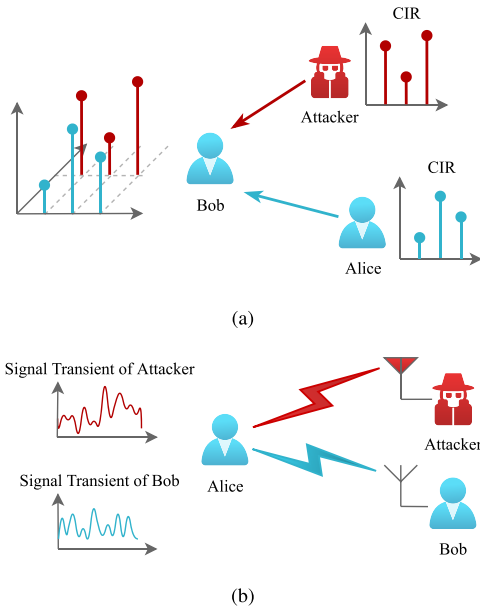 CIR
Attacker
CIR
Bob
Alice
(a)
Signal Transient of Attacker
Signal Transient of Bob
Alice
Attacker
Bob
(b)